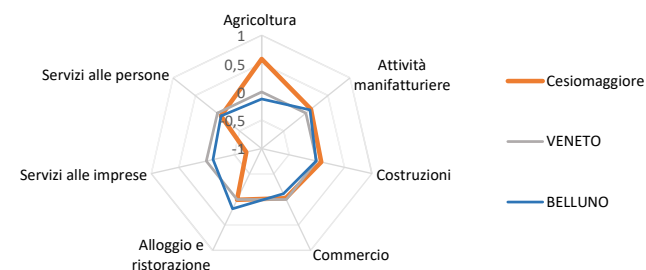 Agricoltura
1
0,5
0
0,5
-1
Attività
manifatturiere
Costruzioni
Commercio
Alloggio e
ristorazione
Servizi alle imprese
Servizi alle persone
Cesiomaggiore
VENETO
BELLUNO